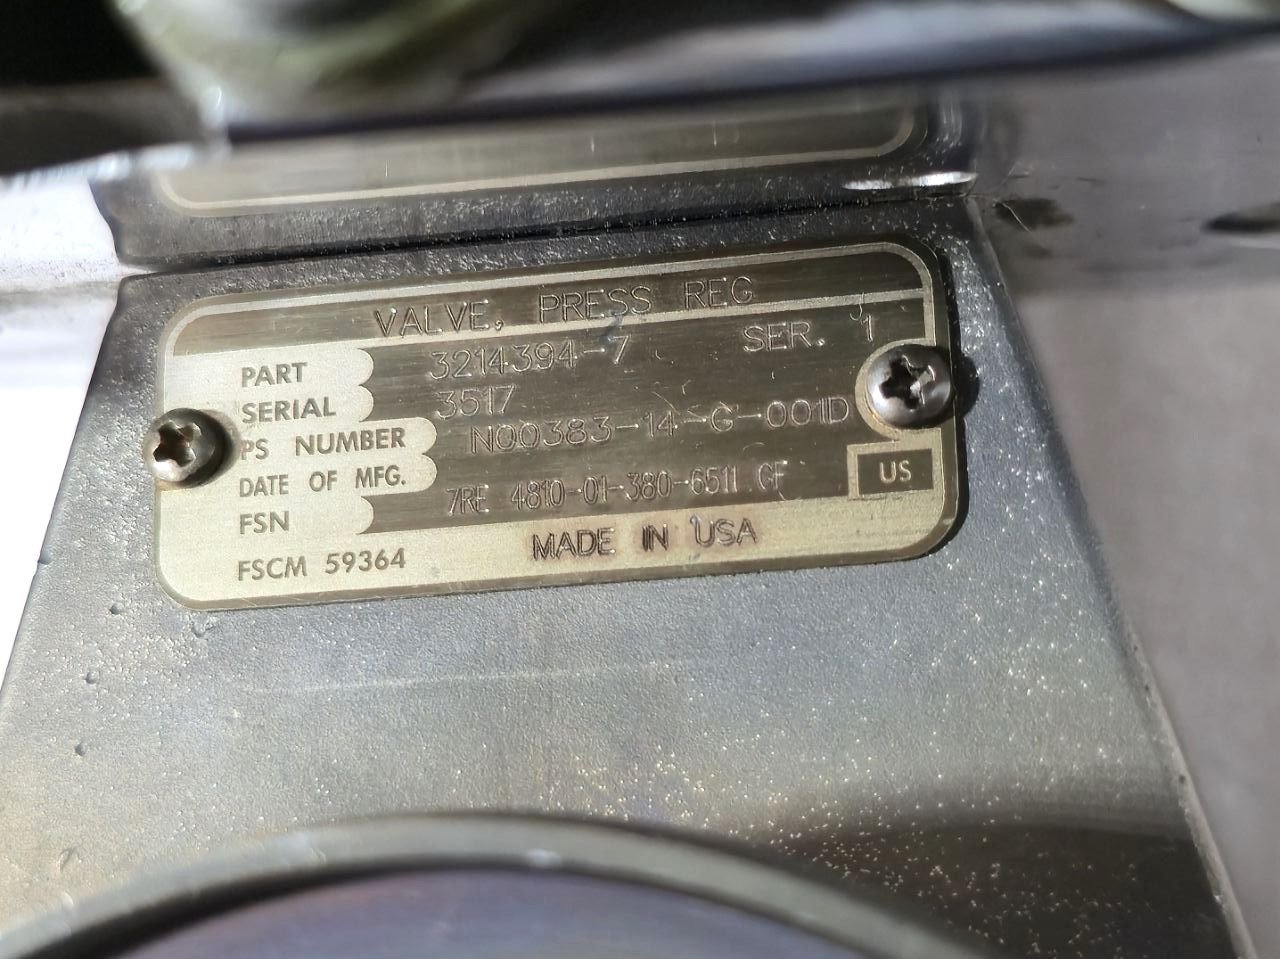 VALVE, PRESS REG
PART 3214394-7 SER. 1
SERIAL 3517
PS NUMBER N00383-14-G-001D
DATE OF MFG.
FSN 7RE 4810-01-380-6511 GF
US
FSCM 59364 MADE IN USA